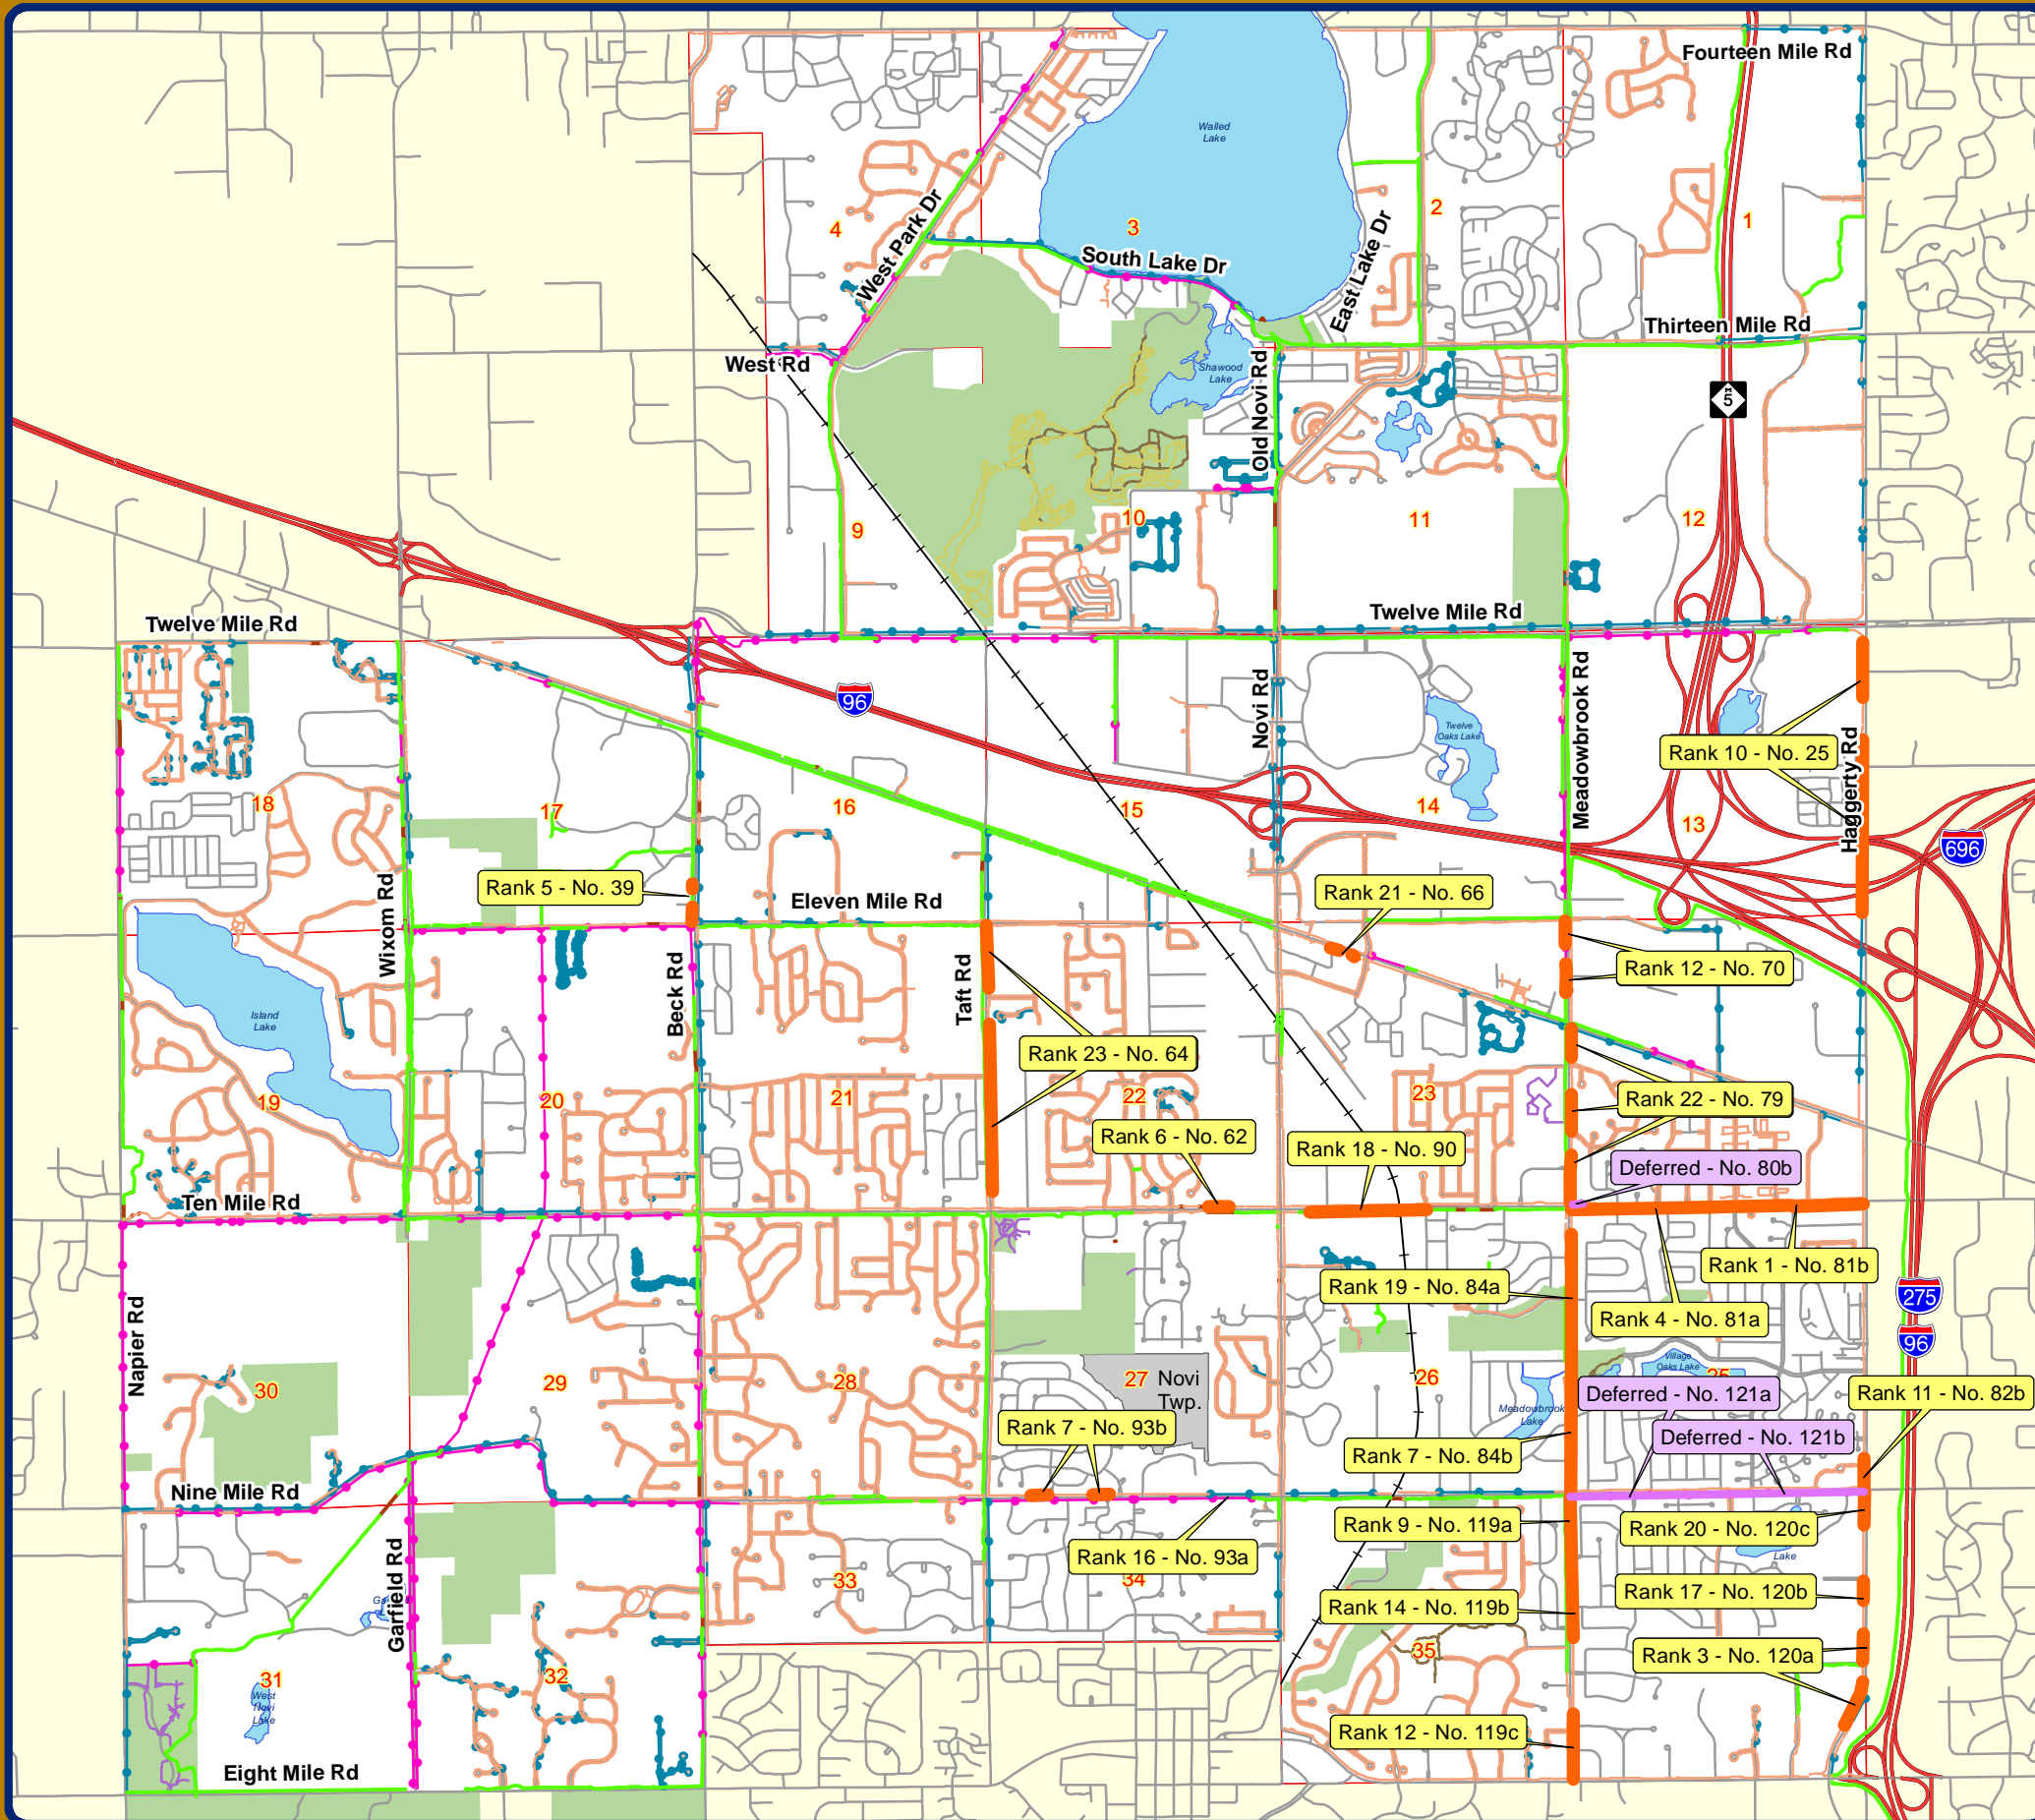 Fourteen Mile Rd
Walled
Lake
4
3
2
1
West Park Dr
South Lake Dr
East Lake Dr
Thirteen Mile Rd
West Rd
Shawood
Lake
Old Novi Rd
M
5
9
10
11
12
Twelve Mile Rd
Twelve Mile Rd
96
Novi Rd
Meadowbrook Rd
Twelve
Oaks Lake
Rank 10 - No. 25
Haggerty Rd
18
17
16
15
14
13
696
Rank 5 - No. 39
Eleven Mile Rd
Rank 21 - No. 66
Wixom Rd
Beck Rd
Taft Rd
Rank 12 - No. 70
Island
Lake
Rank 23 - No. 64
19
20
21
22
23
Rank 22 - No. 79
Rank 6 - No. 62
Rank 18 - No. 90
Deferred - No. 80b
Ten Mile Rd
Rank 1 - No. 81b
Rank 19 - No. 84a
Rank 4 - No. 81a
275
96
Napier Rd
Village
Oaks Lake
30
29
28
27
Novi
Twp.
26
25
Deferred - No. 121a
Rank 11 - No. 82b
Meadowbrook
Lake
Rank 7 - No. 93b
Deferred - No. 121b
Rank 7 - No. 84b
Nine Mile Rd
Rank 9 - No. 119a
Rank 20 - No. 120c
Rank 16 - No. 93a
Lake
Garfield Rd
33
34
Rank 17 - No. 120b
Rank 14 - No. 119b
35
Rank 3 - No. 120a
31
32
West
Novi
Lake
Rank 12 - No. 119c
Eight Mile Rd